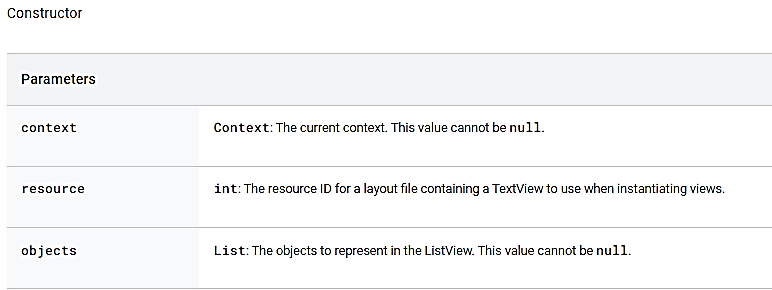 Constructor
Parameters
context
Context: The current context. This value cannot be null.
resource
int: The resource ID for a layout file containing a TextView to use when instantiating views.
objects
List: The objects to represent in the ListView. This value cannot be null.